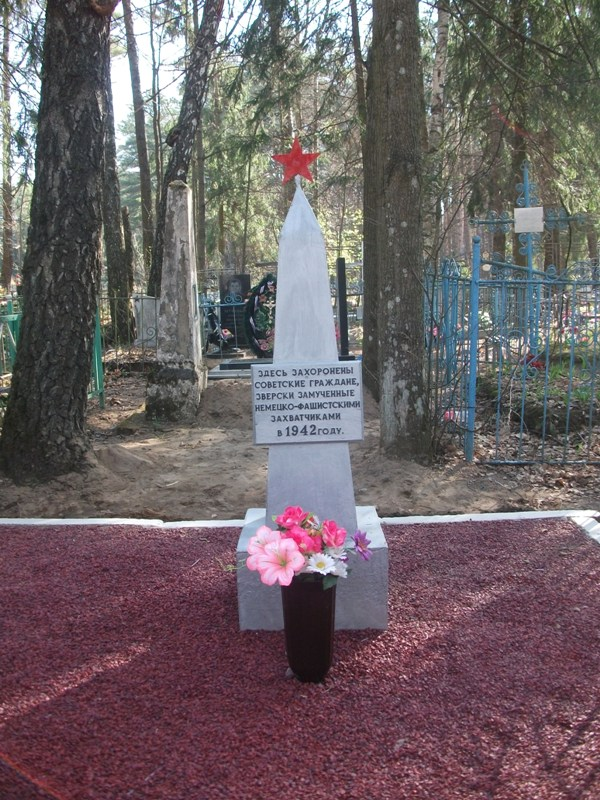 ЗДЕСЬ ЗАХОРОНЕНЫ
СОВЕТСКИЕ ГРАЖДАНЕ,
ЗВЕРСКИ ЗАМУЧЕННЫЕ
НЕМЕЦКО-ФАШИСТСКИМИ
ЗАХВАТЧИКАМИ
В 1942 ГОДУ.